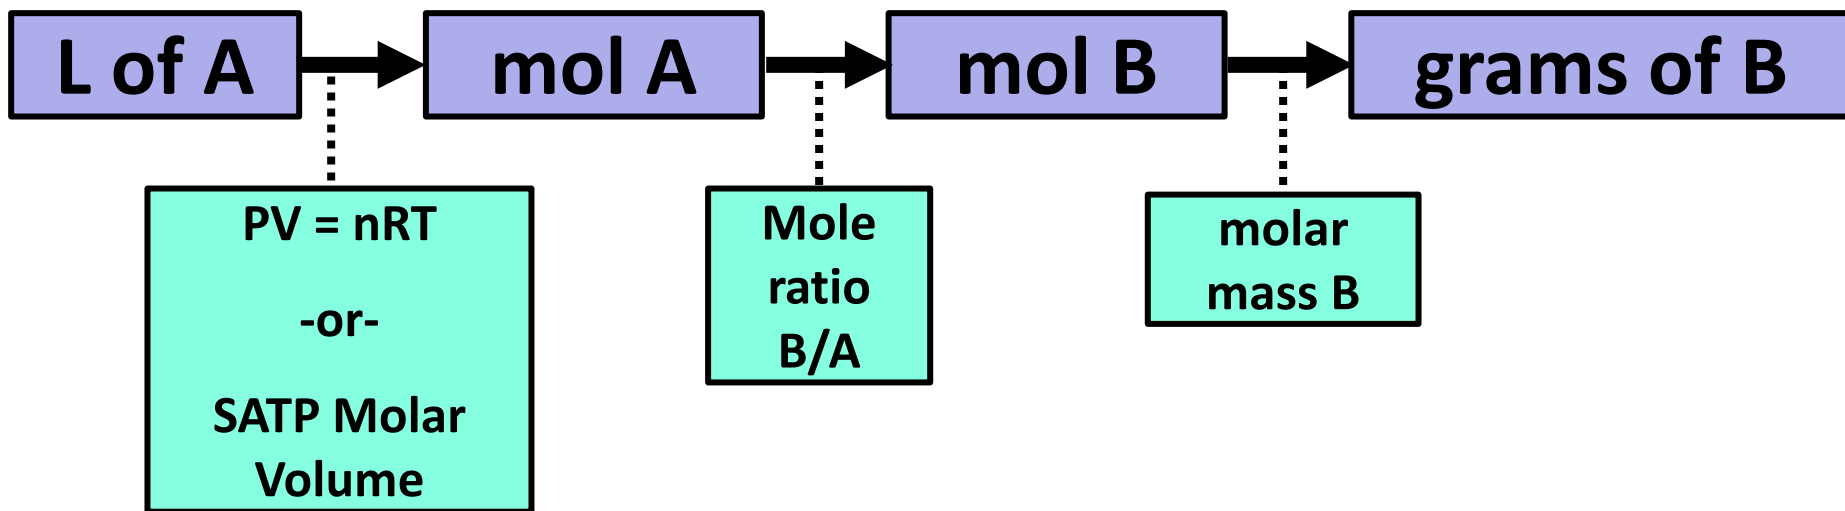 L of A
mol A
mol B
grams of B
PV = nRT
-or-
SATP Molar
Volume
Mole
ratio
B/A
molar
mass B